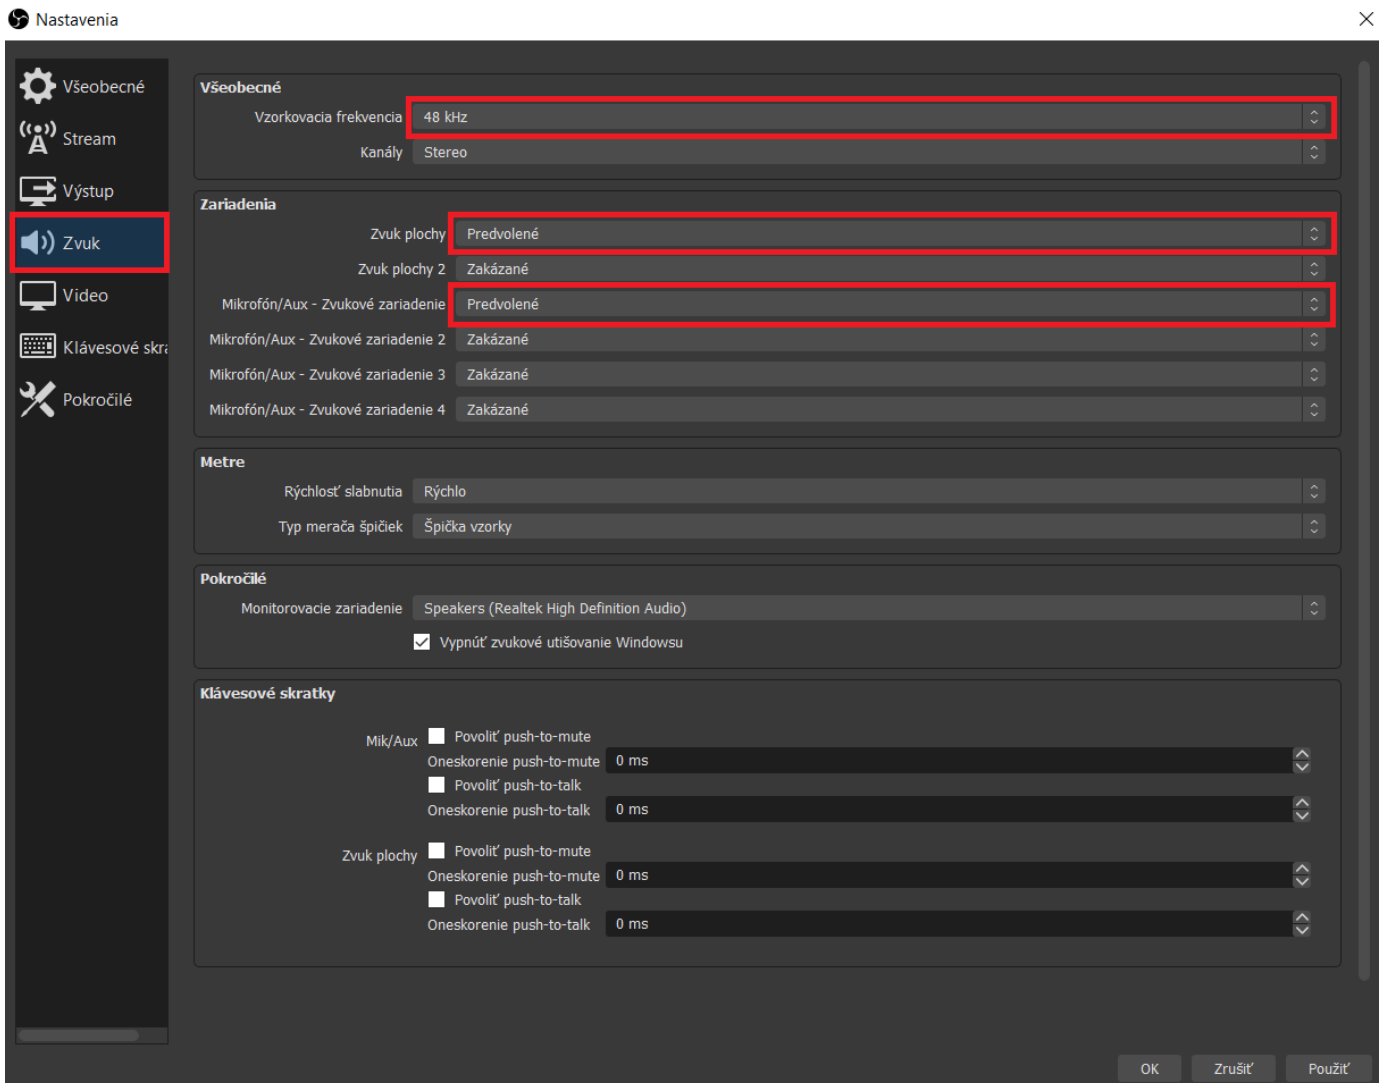 Nastavenia
Všeobecné
Stream
Výstup
Zvuk
Video
Klávesové skra
Pokročilé
Všeobecné
Vzorkovacia frekvencia 48 kHz
Kanály Stereo
Zariadenia
Zvuk plochy Predvolené
Zvuk plochy 2 Zakázané
Mikrofón/Aux - Zvukové zariadenie Predvolené
Mikrofón/Aux - Zvukové zariadenie 2 Zakázané
Mikrofón/Aux - Zvukové zariadenie 3 Zakázané
Mikrofón/Aux - Zvukové zariadenie 4 Zakázané
Metre
Rýchlosť slabnutia Rýchlo
Typ merača špičiek Špička vzorky
Pokročilé
Monitorovacie zariadenie Speakers (Realtek High Definition Audio)
Vypnúť zvukové utišovanie Windowsu
Klávesové skratky
Mik/Aux Povoliť push-to-mute
Oneskorenie push-to-mute 0 ms
Povoliť push-to-talk
Oneskorenie push-to-talk 0 ms
Zvuk plochy Povoliť push-to-mute
Oneskorenie push-to-mute 0 ms
Povoliť push-to-talk
Oneskorenie push-to-talk 0 ms
OK Zrušiť Použiť